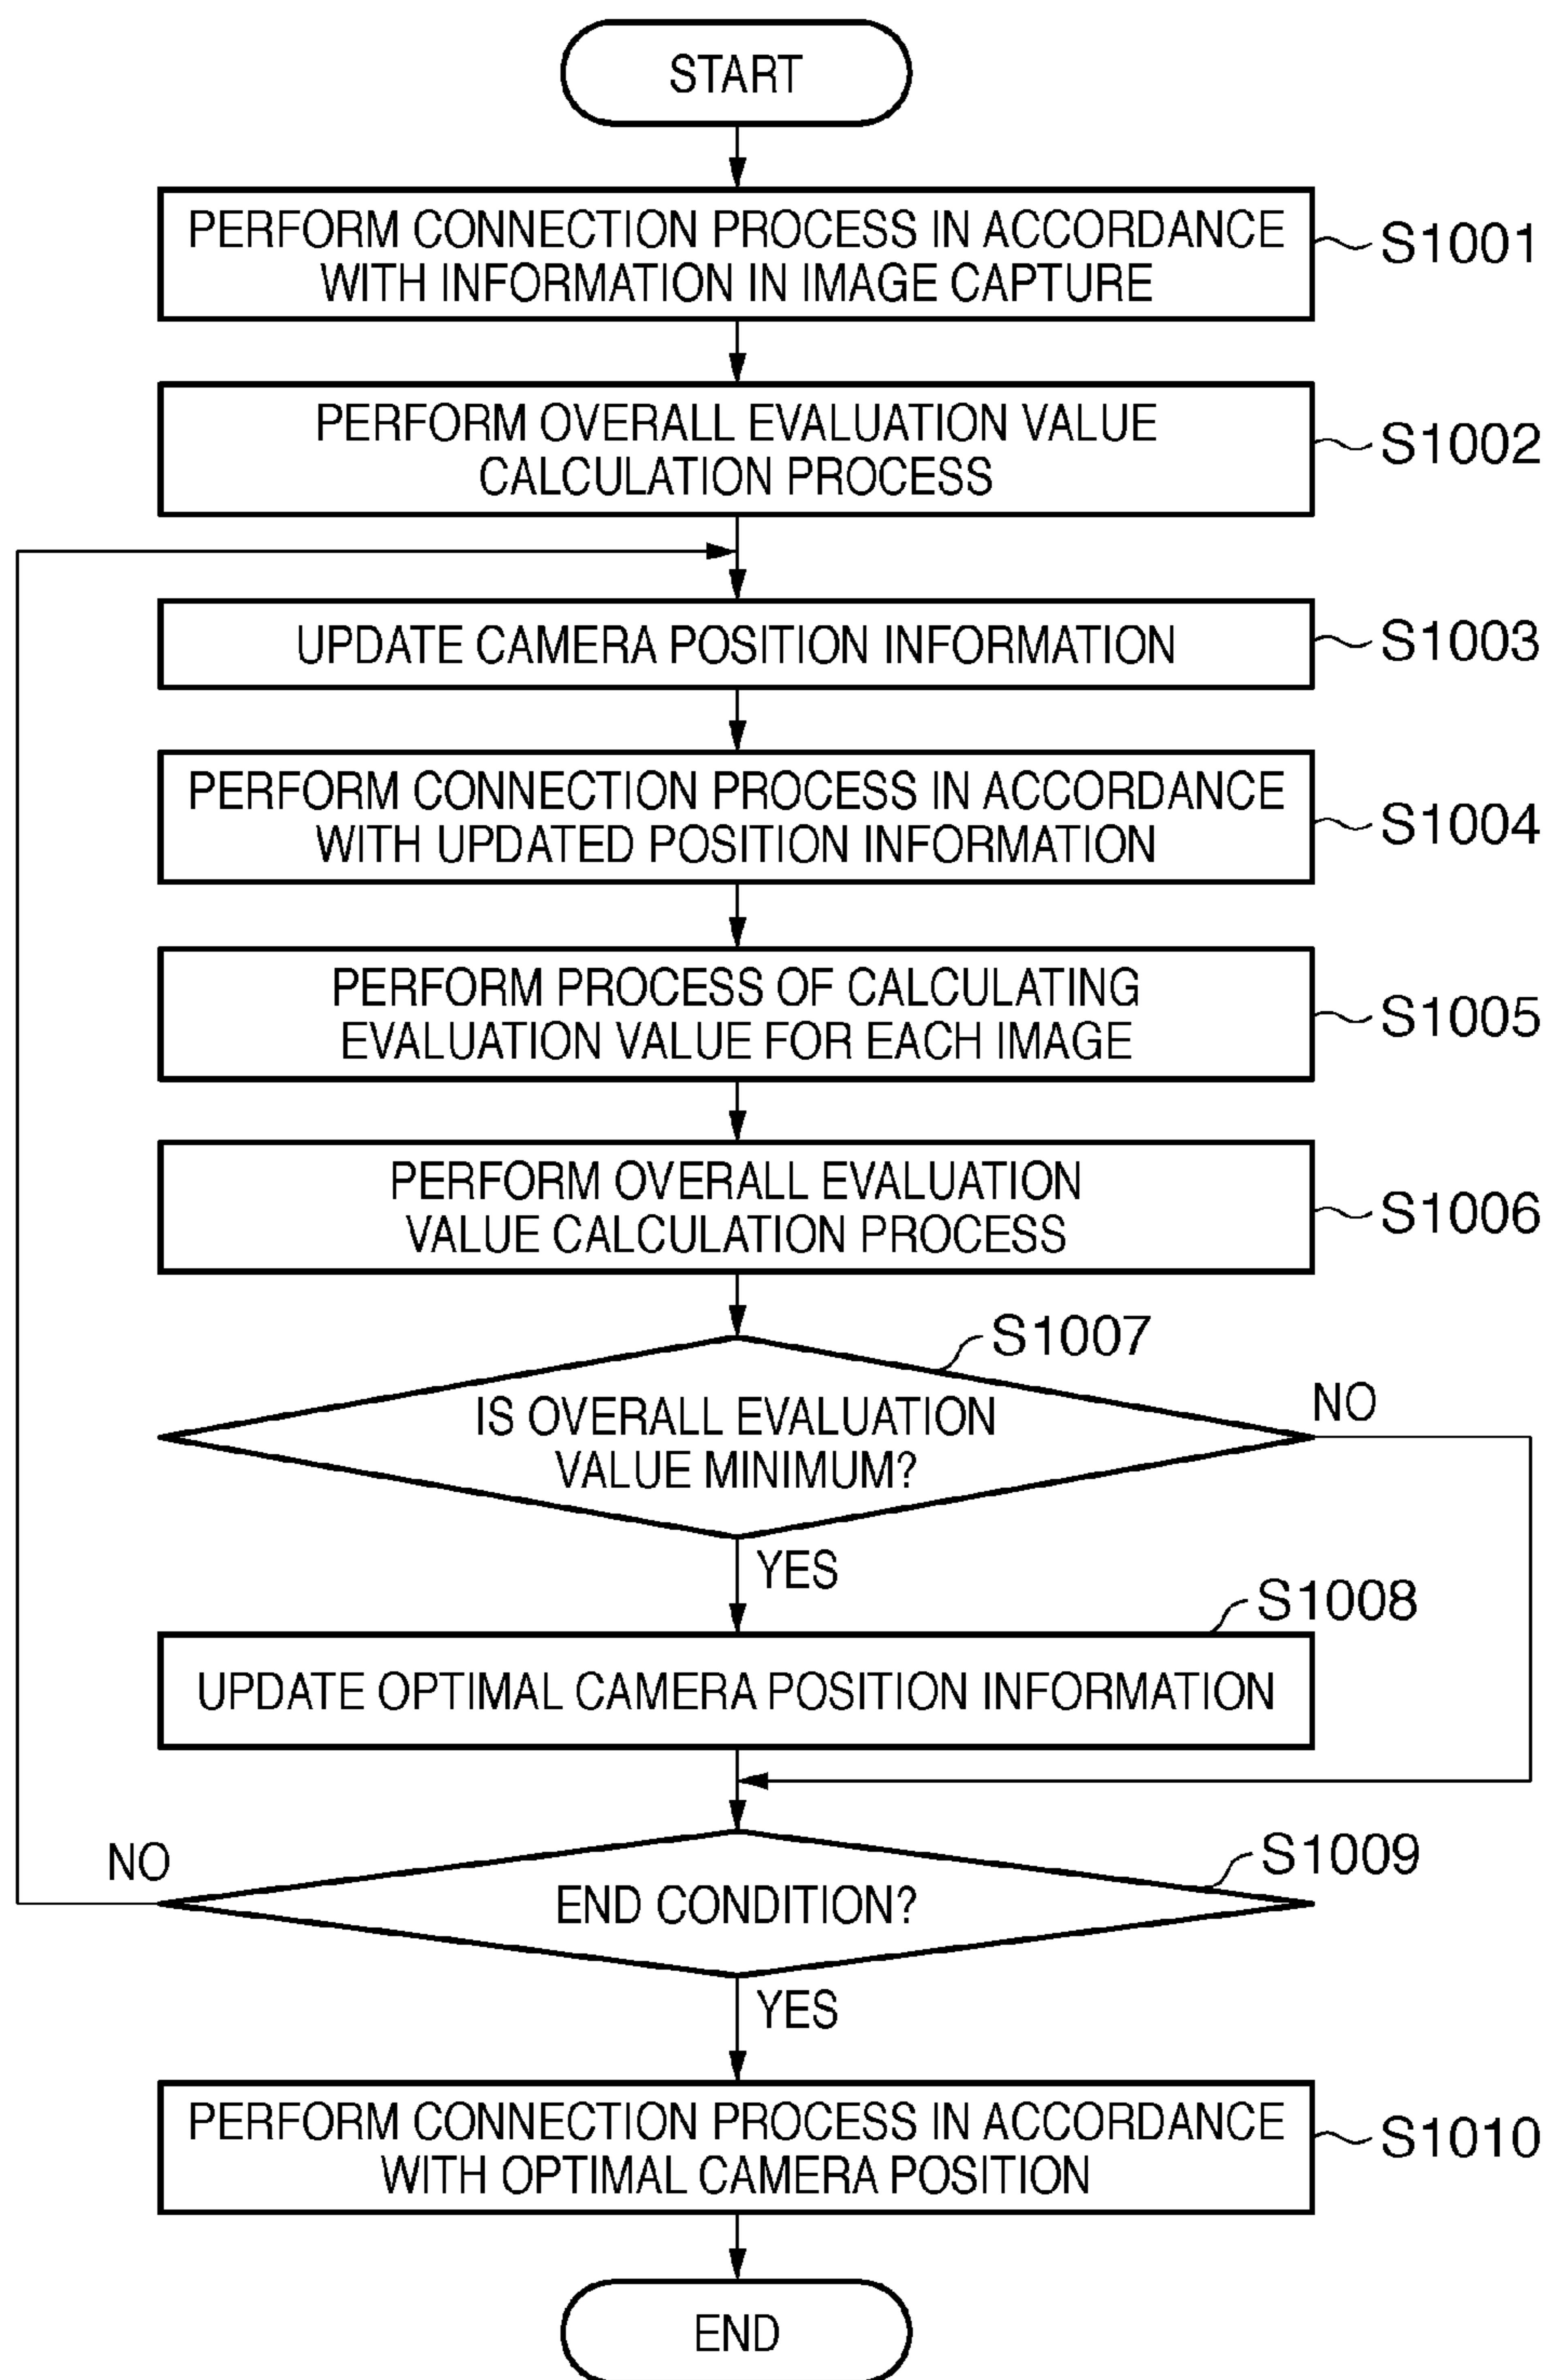 START
PERFORM CONNECTION PROCESS IN ACCORDANCE
WITH INFORMATION IN IMAGE CAPTURE
S1001
PERFORM OVERALL EVALUATION VALUE
CALCULATION PROCESS
S1002
UPDATE CAMERA POSITION INFORMATION
S1003
PERFORM CONNECTION PROCESS IN ACCORDANCE
WITH UPDATED POSITION INFORMATION
S1004
PERFORM PROCESS OF CALCULATING
EVALUATION VALUE FOR EACH IMAGE
S1005
PERFORM OVERALL EVALUATION
VALUE CALCULATION PROCESS
S1006
S1007
IS OVERALL EVALUATION
VALUE MINIMUM?
NO
YES
S1008
UPDATE OPTIMAL CAMERA POSITION INFORMATION
NO
S1009
END CONDITION?
YES
PERFORM CONNECTION PROCESS IN ACCORDANCE
WITH OPTIMAL CAMERA POSITION
S1010
END